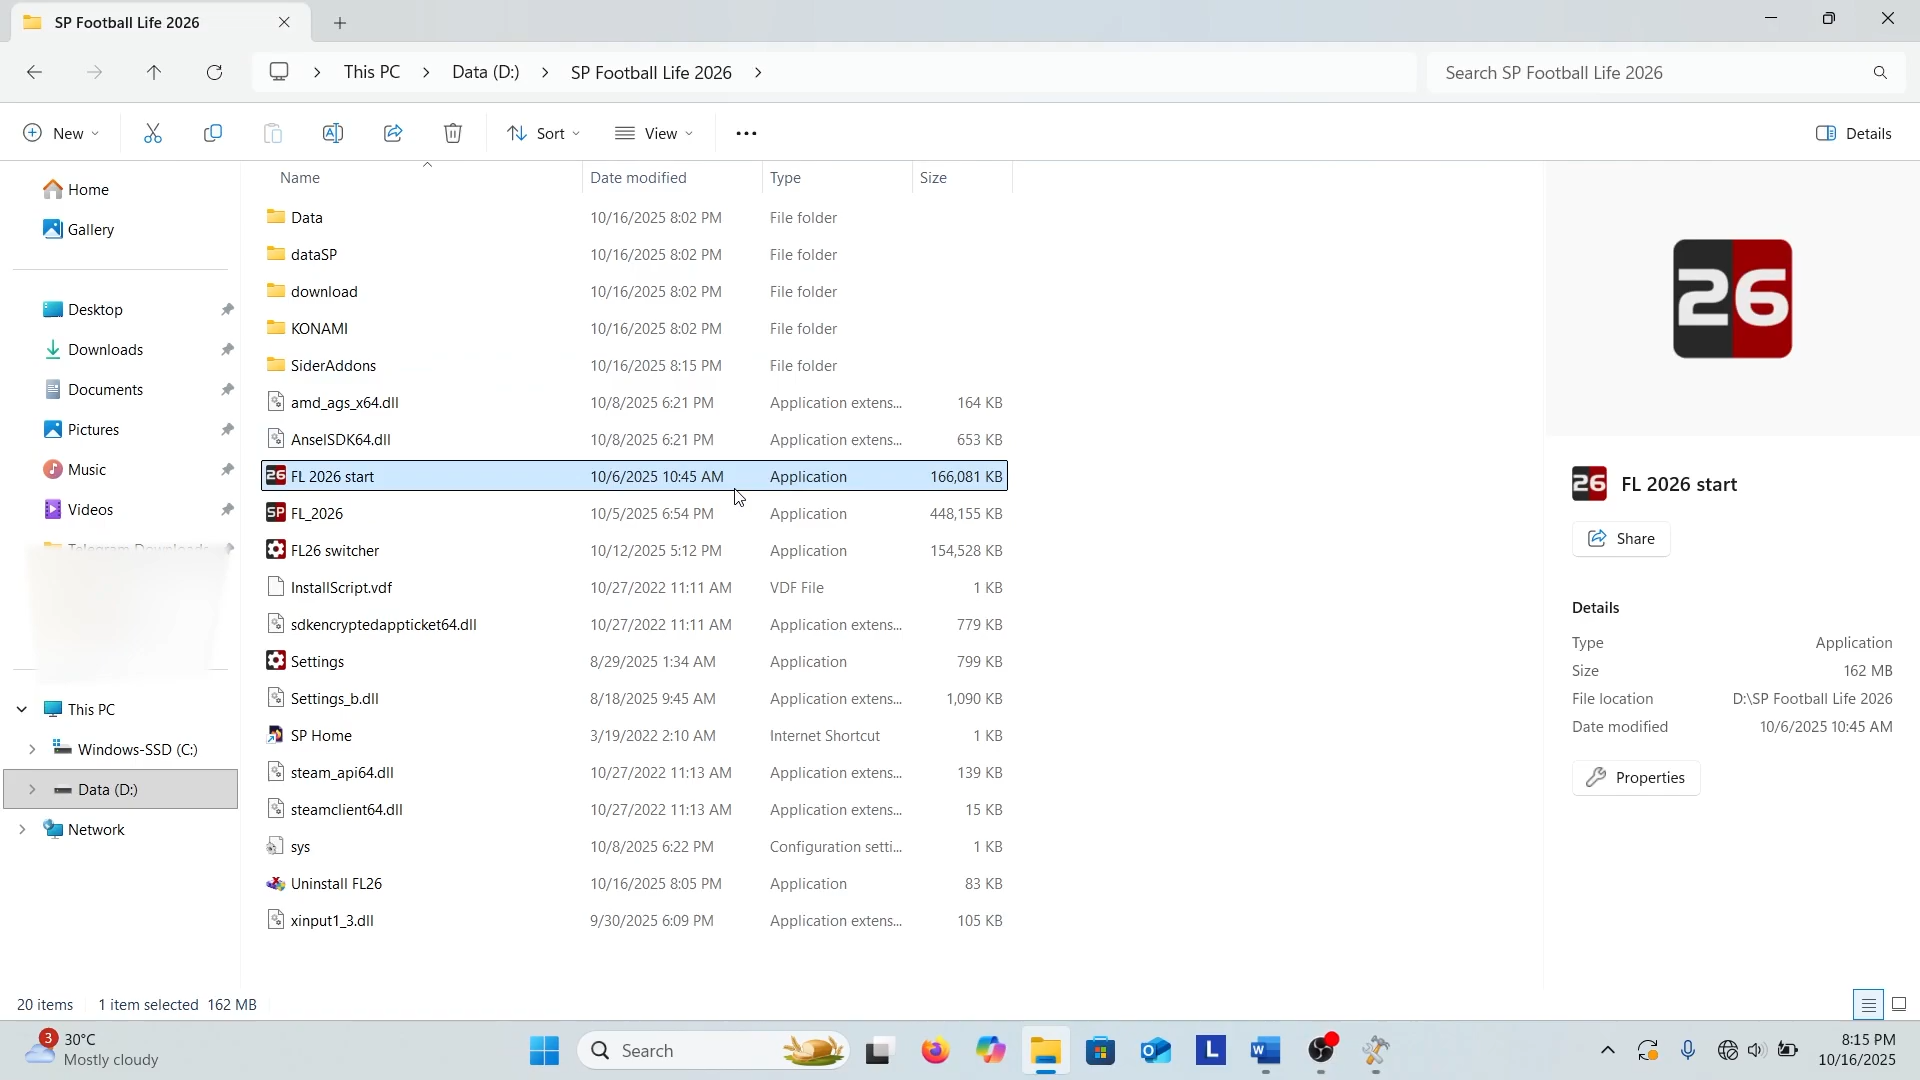 SP Football Life 2026
This PC
Data (D:)
SP Football Life 2026
Search SP Football Life 2026
New
Sort
View
Details
Name
Date modified
Type
Size
Home
Gallery
Desktop
Downloads
Documents
Pictures
Music
Videos
Telegram Downloads
This PC
Windows-SSD (C:)
Data (D:)
Network
Data 10/16/2025 8:02 PM File folder
dataSP 10/16/2025 8:02 PM File folder
download 10/16/2025 8:02 PM File folder
KONAMI 10/16/2025 8:02 PM File folder
SiderAddons 10/16/2025 8:15 PM File folder
amd_ags_x64.dll 10/8/2025 6:21 PM Application extens... 164 KB
AnselSDK64.dll 10/8/2025 6:21 PM Application extens... 653 KB
26 FL 2026 start 10/6/2025 10:45 AM Application 166,081 KB
SP FL_2026 10/5/2025 6:54 PM Application 448,155 KB
FL26 switcher 10/12/2025 5:12 PM Application 154,528 KB
InstallScript.vdf 10/27/2022 11:11 AM VDF File 1 KB
sdkencryptedappticket64.dll 10/27/2022 11:11 AM Application extens... 779 KB
Settings 8/29/2025 1:34 AM Application 799 KB
Settings_b.dll 8/18/2025 9:45 AM Application extens... 1,090 KB
SP Home 3/19/2022 2:10 AM Internet Shortcut 1 KB
steam_api64.dll 10/27/2022 11:13 AM Application extens... 139 KB
steamclient64.dll 10/27/2022 11:13 AM Application extens... 15 KB
sys 10/8/2025 6:22 PM Configuration setti... 1 KB
Uninstall FL26 10/16/2025 8:05 PM Application 83 KB
xinput1_3.dll 9/30/2025 6:09 PM Application extens... 105 KB
26
26 FL 2026 start
Share
Details
Type Application
Size 162 MB
File location D:\SP Football Life 2026
Date modified 10/6/2025 10:45 AM
Properties
20 items 1 item selected 162 MB
3
30°C
Mostly cloudy
Search
L
W
8:15 PM
10/16/2025